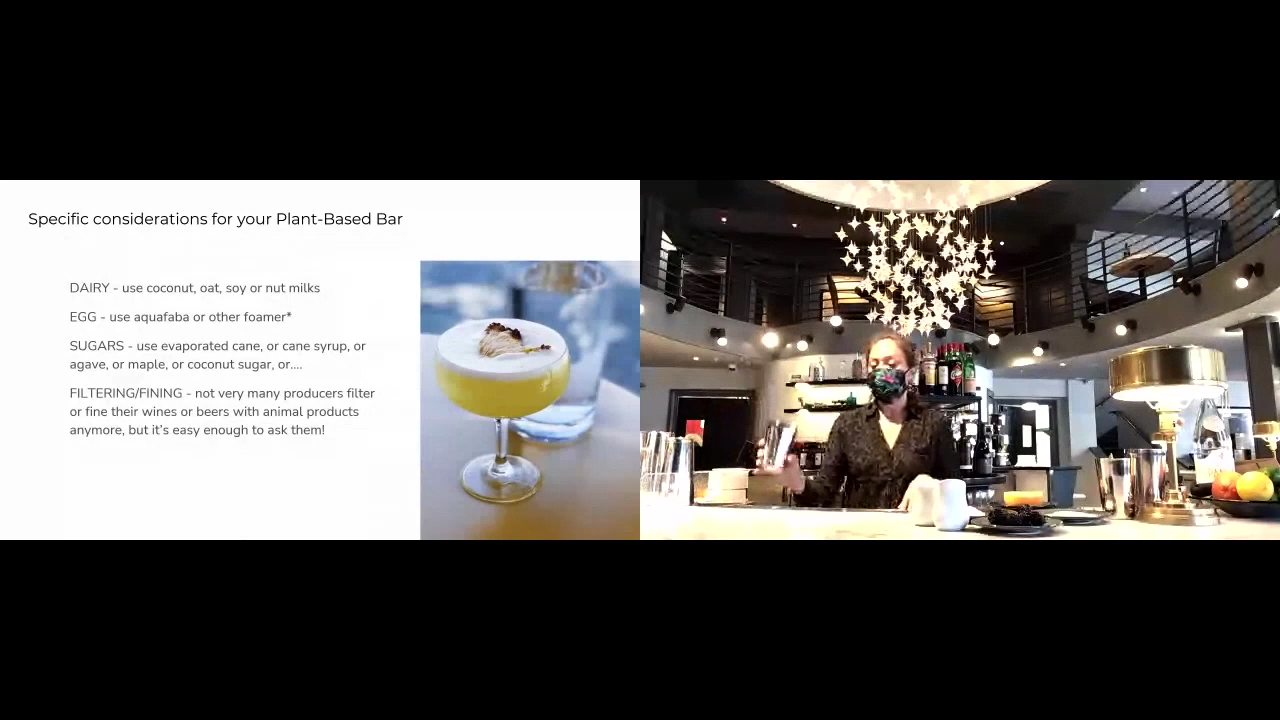 Specific considerations for your Plant-Based Bar
DAIRY - use coconut, oat, soy or nut milks
EGG - use aquafaba or other foamer*
SUGARS - use evaporated cane, or cane syrup, or
agave, or maple, or coconut sugar, or....
FILTERING/FINING - not very many producers filter
or fine their wines or beers with animal products
anymore, but it's easy enough to ask them!